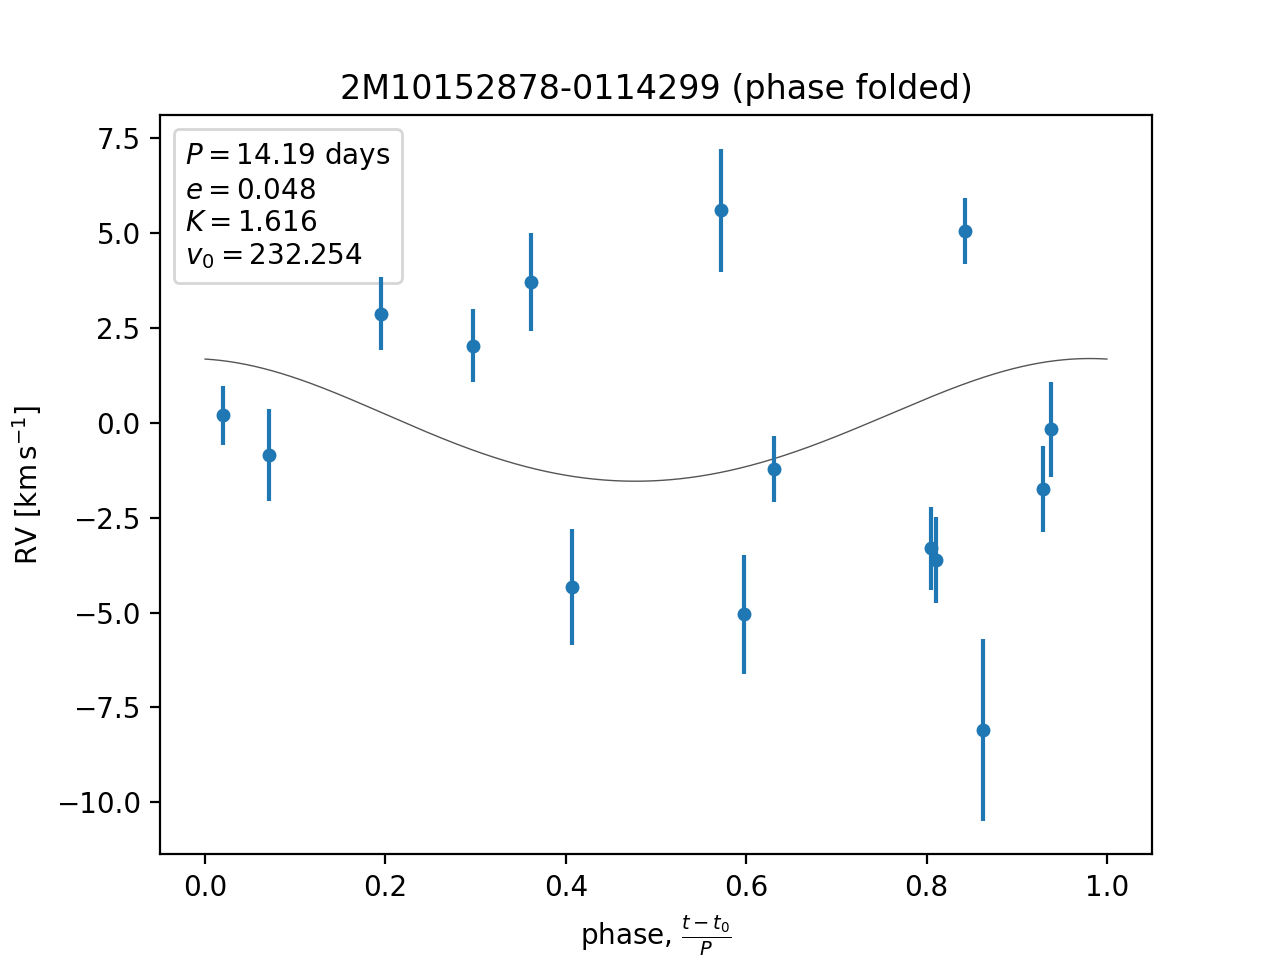 2M10152878-0114299 (phase folded)
P = 14.19 days
e = 0.048
K = 1.616
v₀ = 232.254
7.5
5.0
2.5
0.0
−2.5
−5.0
−7.5
−10.0
RV [km s⁻¹]
0.0 0.2 0.4 0.6 0.8 1.0
phase, (t − t₀)/P